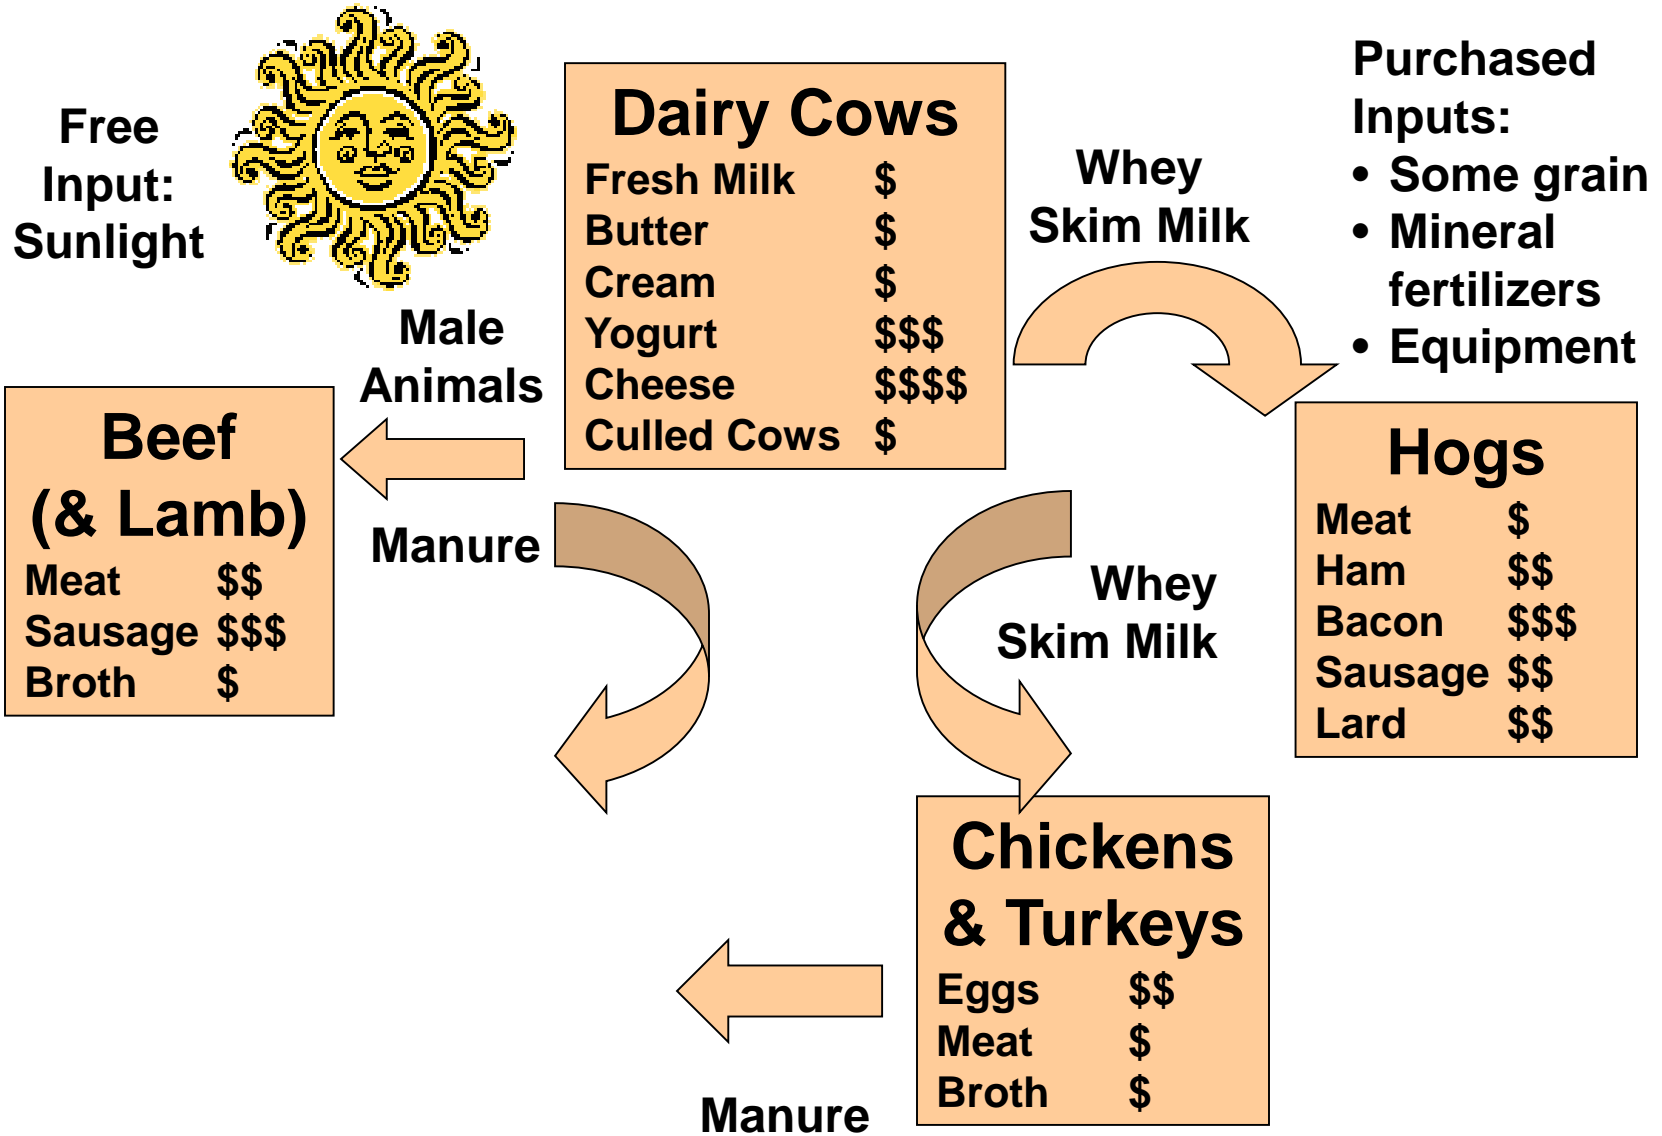 Free
Input:
Sunlight
Dairy Cows
Fresh Milk $
Butter $
Cream $
Yogurt $$$
Cheese $$$$
Culled Cows $
Whey
Skim Milk
Purchased
Inputs:
• Some grain
• Mineral
fertilizers
• Equipment
Male
Animals
Beef
(& Lamb)
Meat $$
Sausage $$$
Broth $
Manure
Whey
Skim Milk
Hogs
Meat $
Ham $$
Bacon $$$
Sausage $$
Lard $$
Chickens
& Turkeys
Eggs $$
Meat $
Broth $
Manure